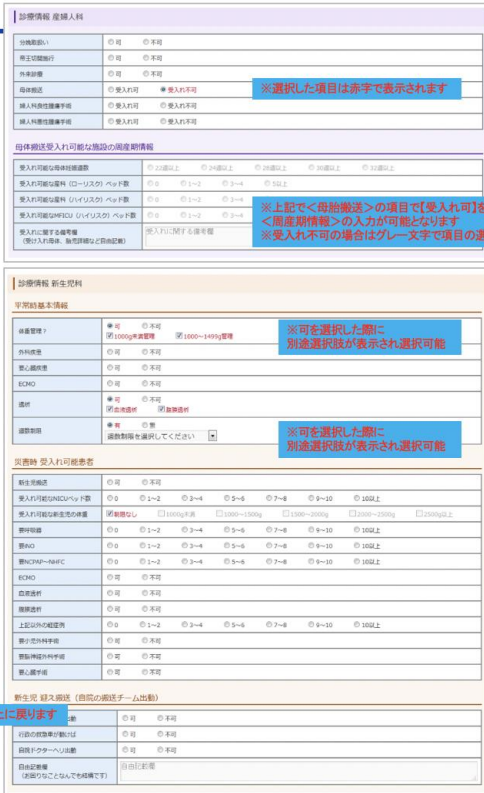 診療情報 産婦人科
分娩取扱い ○可 ○不可
帝王切開施行 ○可 ○不可
外来診療 ○可 ○不可
母体搬送 ○受入れ可 ◉受入れ不可
※選択した項目は赤字で表示されます
婦人科良性腫瘍手術 ○受入れ可 ○受入れ不可
婦人科悪性腫瘍手術 ○受入れ可 ○受入れ不可
母体搬送受入れ可能な施設の周産期情報
受入れ可能な母体妊娠週数 ○22週以上 ○24週以上 ○28週以上 ○30週以上 ○32週以上
受入れ可能な産科（ローリスク）ベッド数 ○0 ○1〜2 ○3〜4 ○5以上
受入れ可能な産科（ハイリスク）ベッド数 ○0 ○1〜2 ○3〜4
受入れ可能なMFICU（ハイリスク）ベッド数 ○0 ○1〜2 ○3〜4
※上記で＜母胎搬送＞の項目で【受入れ可】を
＜周産期情報＞の入力が可能となります
※受入れ不可の場合はグレー文字で項目の選
受入れに関する備考欄
（受け入れ母体、胎児詳細など自由記載）
受入れに関する備考欄
診療情報 新生児科
平常時基本情報
体重管理？ ◉可 ○不可
☑1000g未満管理 ☑1000〜1499g管理
※可を選択した際に
別途選択肢が表示され選択可能
外科疾患 ○可 ○不可
要心臓疾患 ○可 ○不可
ECMO ○可 ○不可
透析 ◉可 ○不可
☑血液透析 ☑腹膜透析
※可を選択した際に
別途選択肢が表示され選択可能
週数制限 ◉有 ○無
週数制限を選択してください
災害時 受入れ可能患者
新生児搬送 ○可 ○不可
受入れ可能なNICUベッド数 ○0 ○1〜2 ○3〜4 ○5〜6 ○7〜8 ○9〜10 ○10以上
受入れ可能な新生児の体重 ☑制限なし □1000g未満 □1000〜1500g □1500〜2000g □2000〜2500g □2500g以上
要呼吸器 ○0 ○1〜2 ○3〜4 ○5〜6 ○7〜8 ○9〜10 ○10以上
要iNO ○0 ○1〜2 ○3〜4 ○5〜6 ○7〜8 ○9〜10 ○10以上
要NCPAP〜NHFC ○0 ○1〜2 ○3〜4 ○5〜6 ○7〜8 ○9〜10 ○10以上
ECMO ○可 ○不可
血液透析 ○可 ○不可
腹膜透析 ○可 ○不可
上記以外の軽症例 ○0 ○1〜2 ○3〜4 ○5〜6 ○7〜8 ○9〜10 ○10以上
要小児外科手術 ○可 ○不可
要脳神経外科手術 ○可 ○不可
要心臓手術 ○可 ○不可
新生児 迎え搬送（自院の搬送チーム出動）
上に戻ります
動 ○可 ○不可
行政の救急車が動けば ○可 ○不可
自院ドクターヘリ出動 ○可 ○不可
自由記載欄
（お困りなことなんでも結構です）
自由記載欄